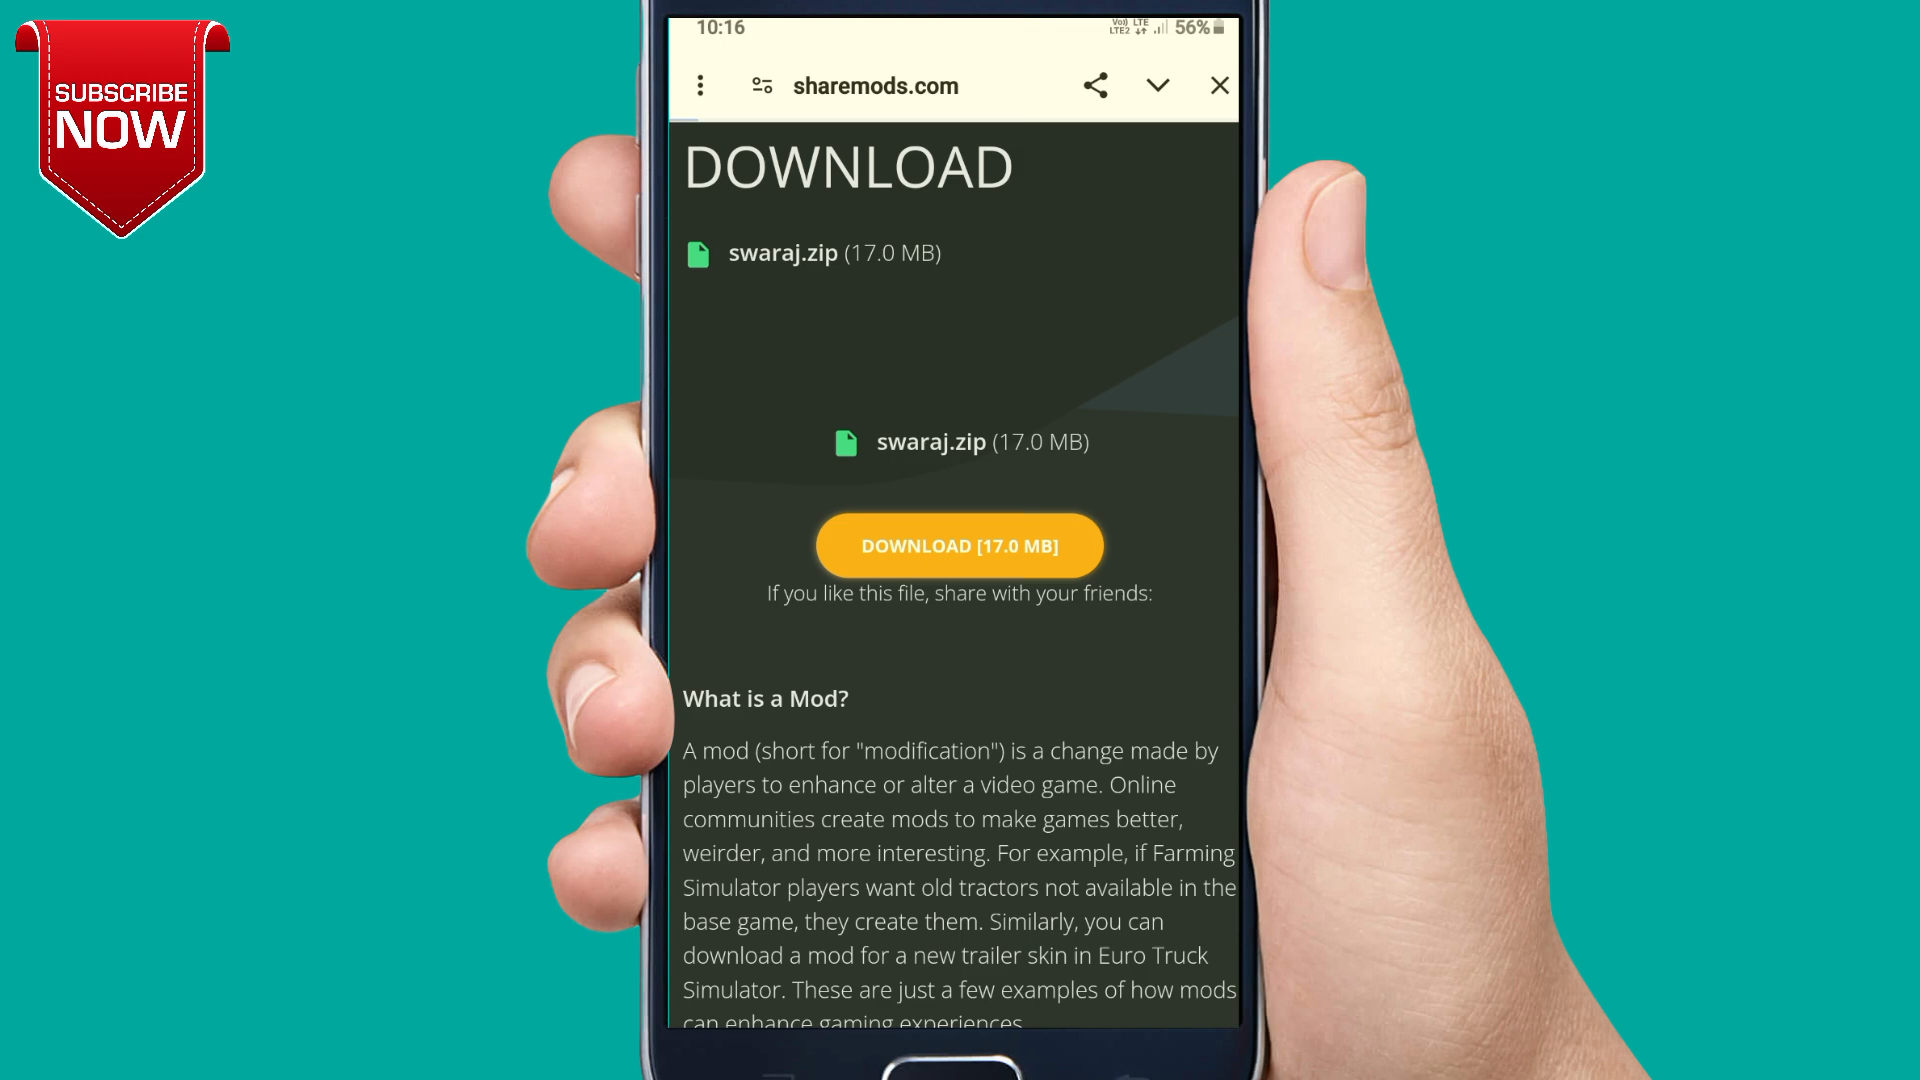 SUBSCRIBE
NOW
10:16
Vo)) LTE
LTE2
56%
sharemods.com
DOWNLOAD
swaraj.zip (17.0 MB)
swaraj.zip (17.0 MB)
DOWNLOAD [17.0 MB]
If you like this file, share with your friends:
What is a Mod?
A mod (short for "modification") is a change made by
players to enhance or alter a video game. Online
communities create mods to make games better,
weirder, and more interesting. For example, if Farming
Simulator players want old tractors not available in the
base game, they create them. Similarly, you can
download a mod for a new trailer skin in Euro Truck
Simulator. These are just a few examples of how mods
can enhance gaming experiences.